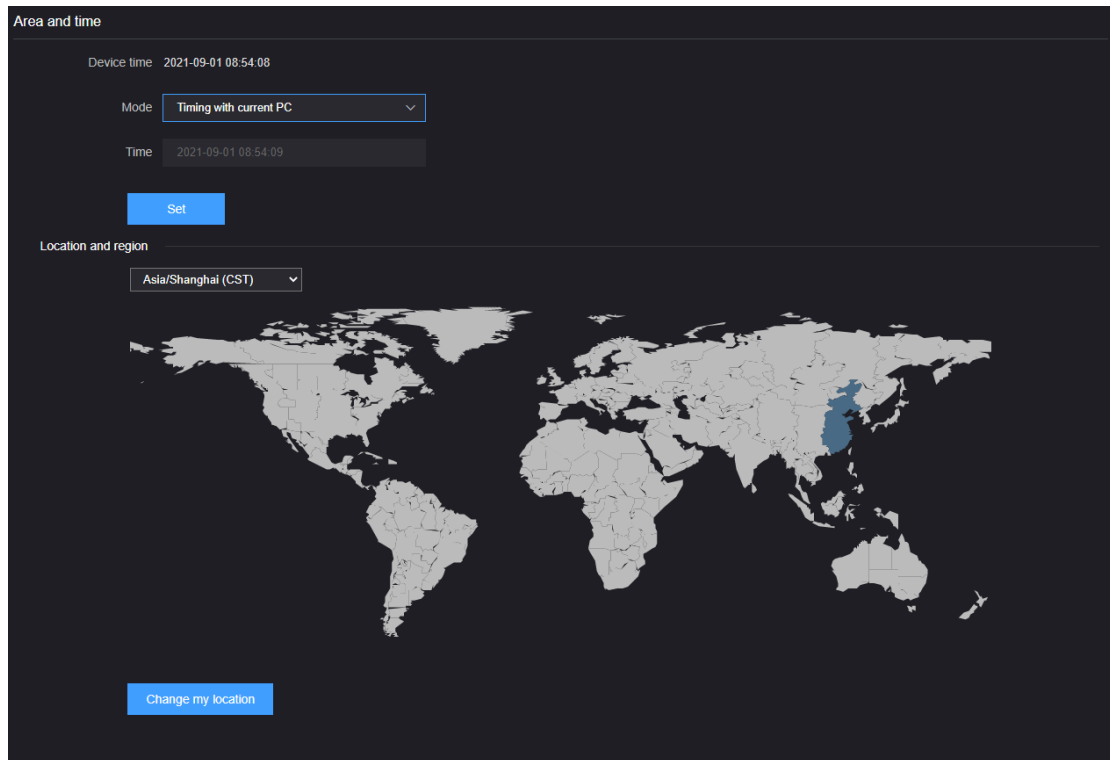 Area and time
Device time 2021-09-01 08:54:08
Mode Timing with current PC
Time 2021-09-01 08:54:09
Set
Location and region
Asia/Shanghai (CST)
Change my location